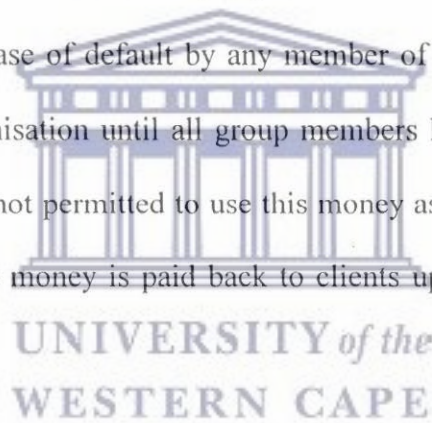 ase of default by any member of
nisation until all group members
not permitted to use this money as
money is paid back to clients up
UNIVERSITY of the
WESTERN CAPE